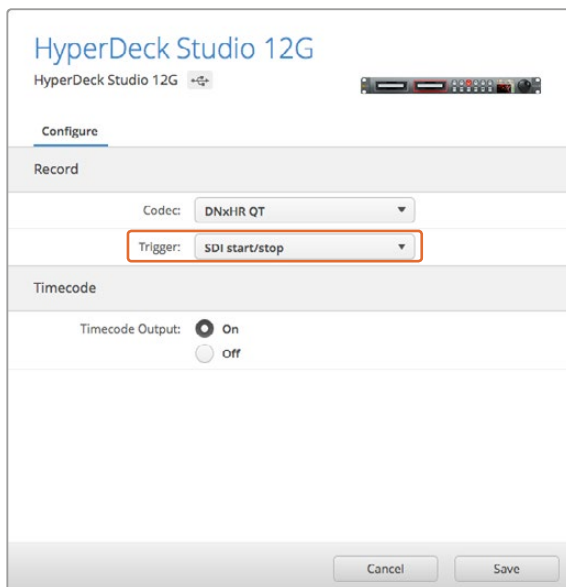 HyperDeck Studio 12G
HyperDeck Studio 12G
Configure
Record
Codec: DNxHR QT
Trigger: SDI start/stop
Timecode
Timecode Output: On
Off
Cancel Save